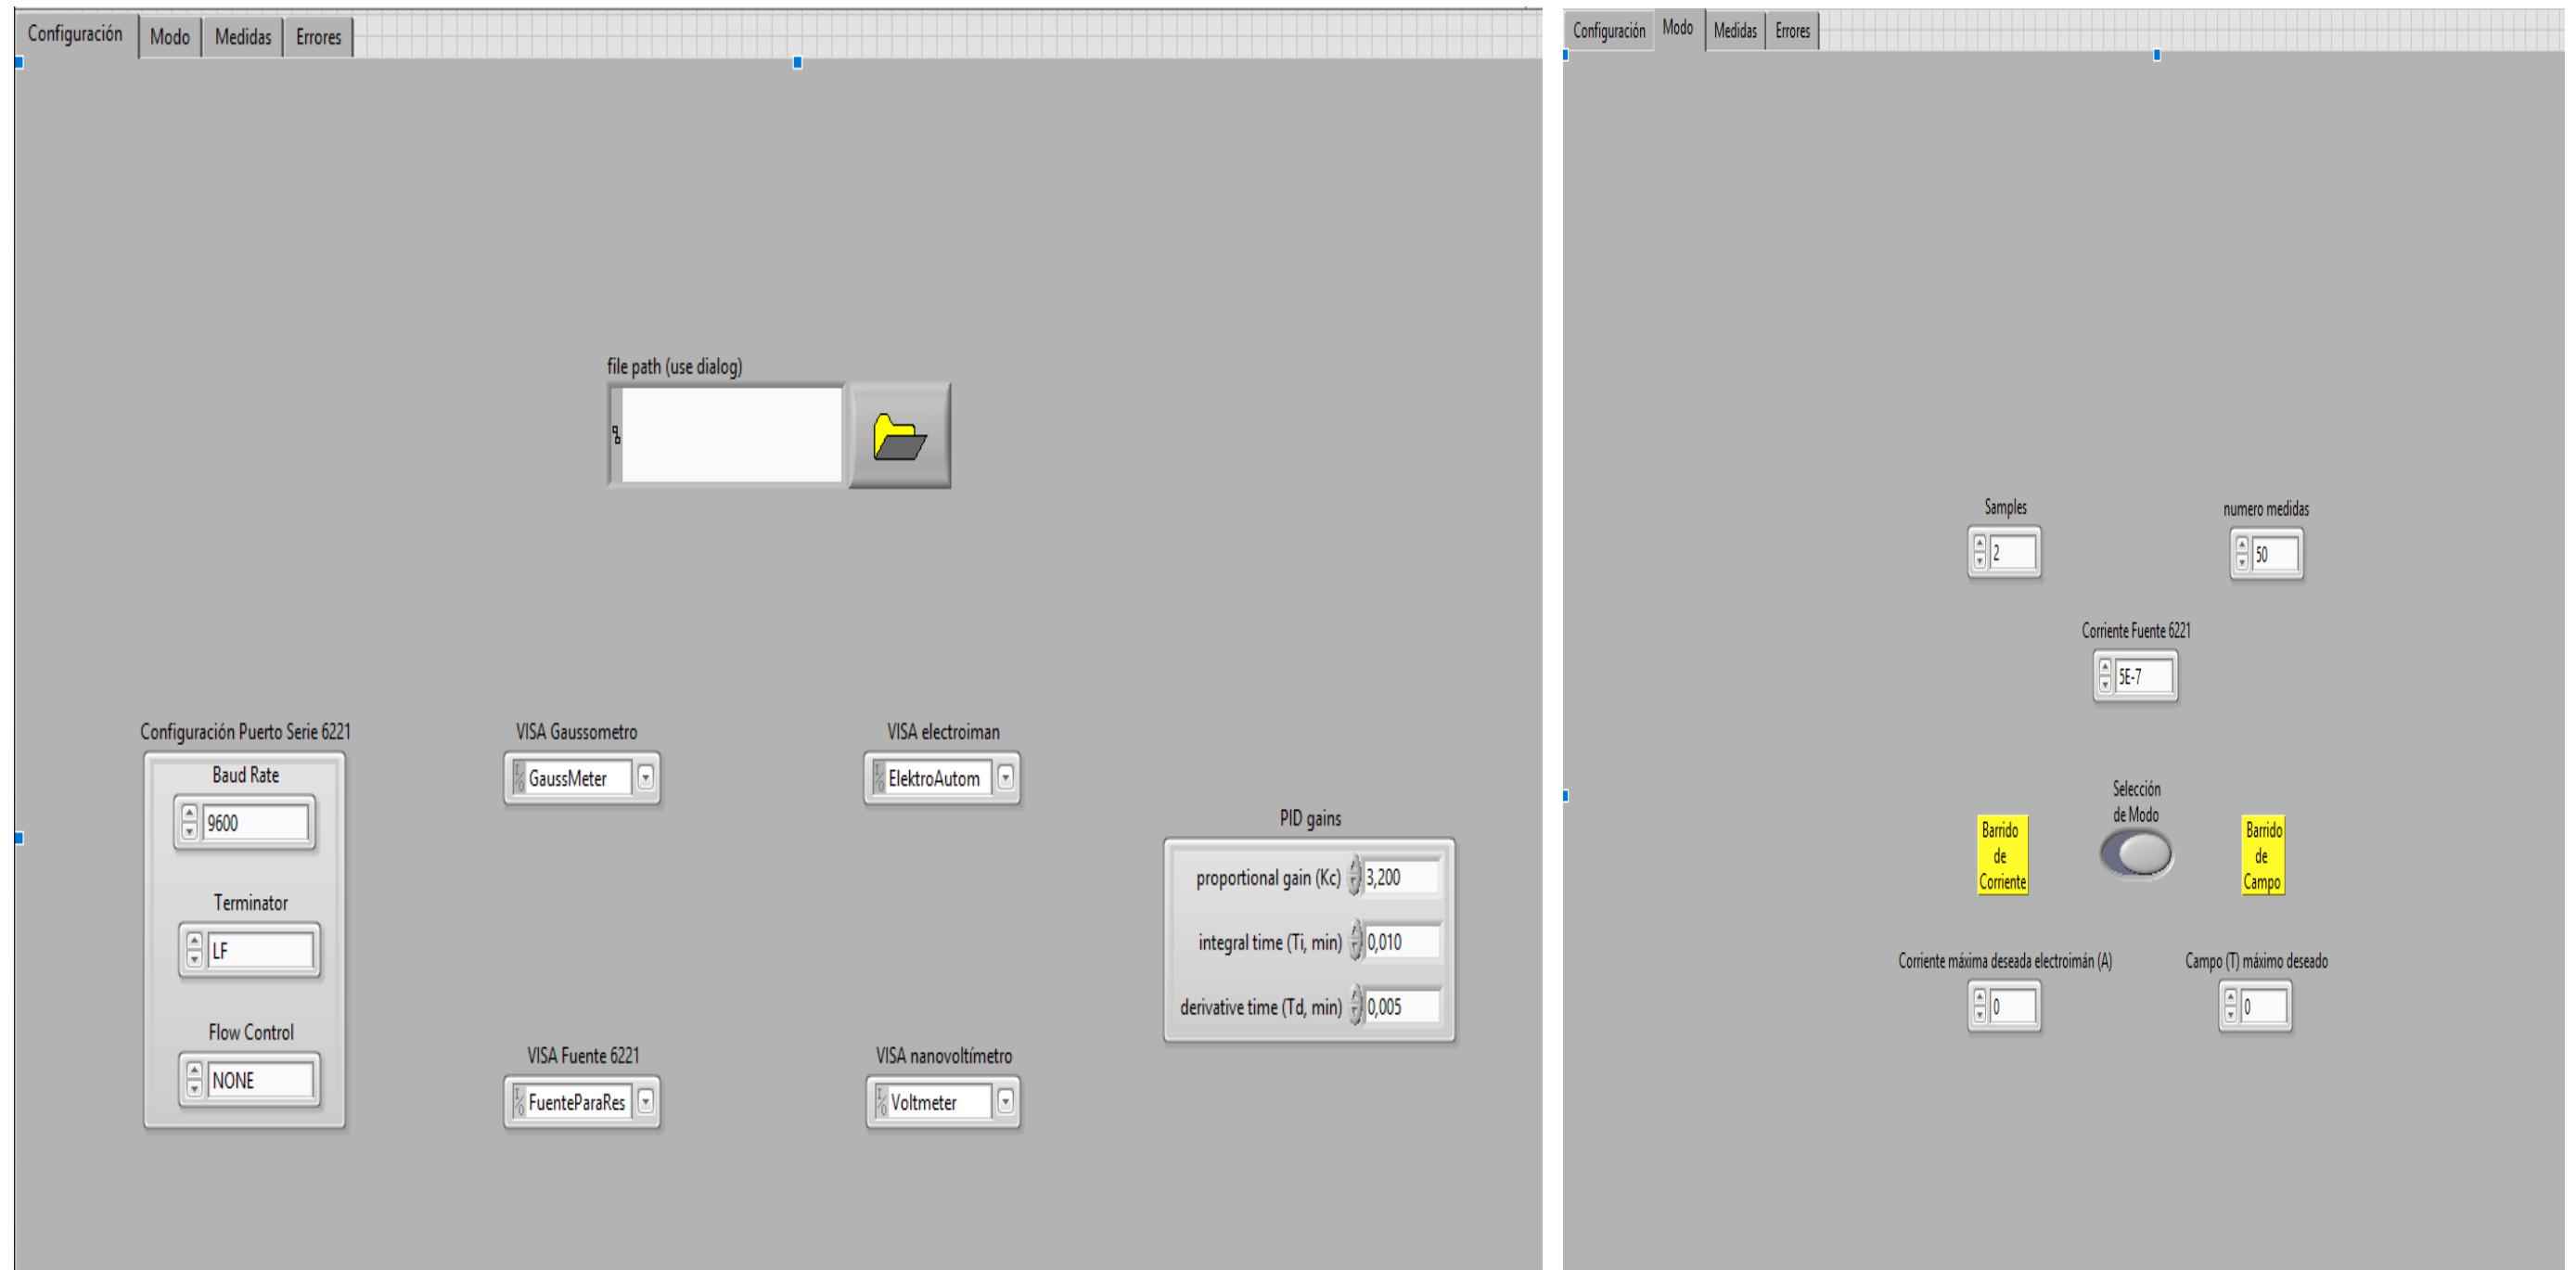 Configuración
Modo
Medidas
Errores
file path (use dialog)
Configuración Puerto Serie 6221
Baud Rate
9600
Terminator
LF
Flow Control
NONE
VISA Gaussometro
GaussMeter
VISA electroiman
ElektroAutom
VISA Fuente 6221
FuenteParaRes
VISA nanovoltímetro
Voltmeter
PID gains
proportional gain (Kc) 3,200
integral time (Ti, min) 0,010
derivative time (Td, min) 0,005
Configuración
Modo
Medidas
Errores
Samples
2
numero medidas
50
Corriente Fuente 6221
5E-7
Selección
de Modo
Barrido
de
Corriente
Barrido
de
Campo
Corriente máxima deseada electroimán (A)
0
Campo (T) máximo deseado
0